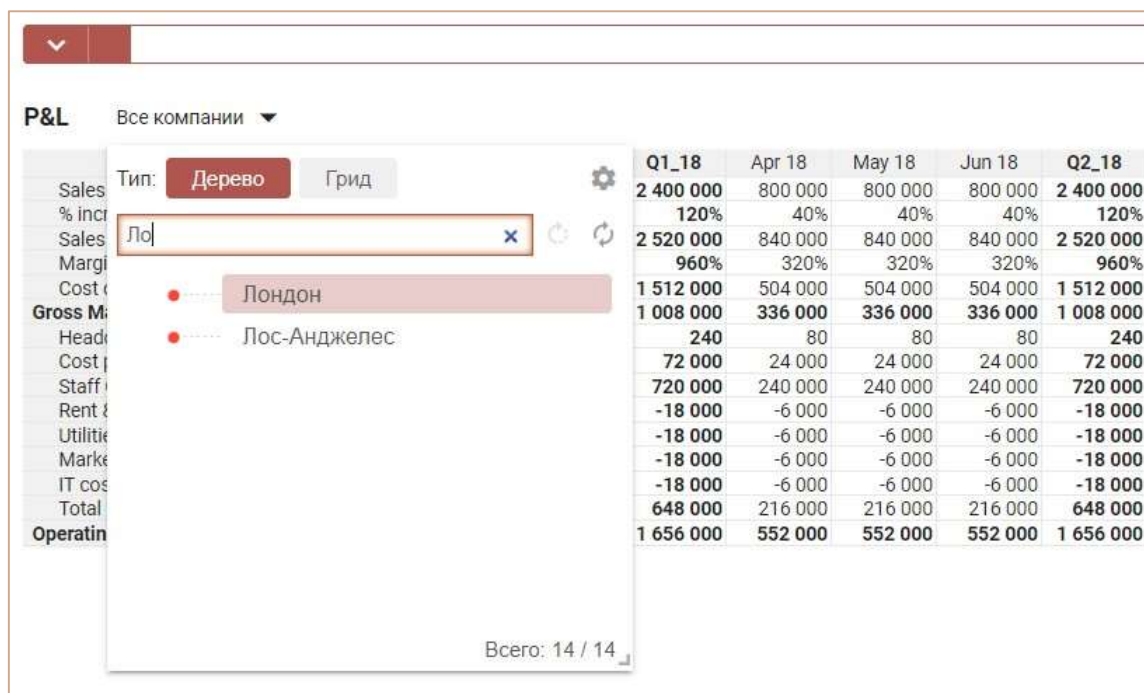 P&L Все компании
Q1_18 Apr 18 May 18 Jun 18 Q2_18
Тип: Дерево Грид
Sales 2 400 000 800 000 800 000 800 000 2 400 000
% incr 120% 40% 40% 40% 120%
Ло
Sales 2 520 000 840 000 840 000 840 000 2 520 000
Margi 960% 320% 320% 320% 960%
Лондон
Cost 1 512 000 504 000 504 000 504 000 1 512 000
Gross Ma 1 008 000 336 000 336 000 336 000 1 008 000
Лос-Анджелес
Headc 240 80 80 80 240
Cost p 72 000 24 000 24 000 24 000 72 000
Staff 720 000 240 000 240 000 240 000 720 000
Rent & -18 000 -6 000 -6 000 -6 000 -18 000
Utilitie -18 000 -6 000 -6 000 -6 000 -18 000
Marke -18 000 -6 000 -6 000 -6 000 -18 000
IT cos -18 000 -6 000 -6 000 -6 000 -18 000
Total 648 000 216 000 216 000 216 000 648 000
Operatin 1 656 000 552 000 552 000 552 000 1 656 000
Всего: 14 / 14